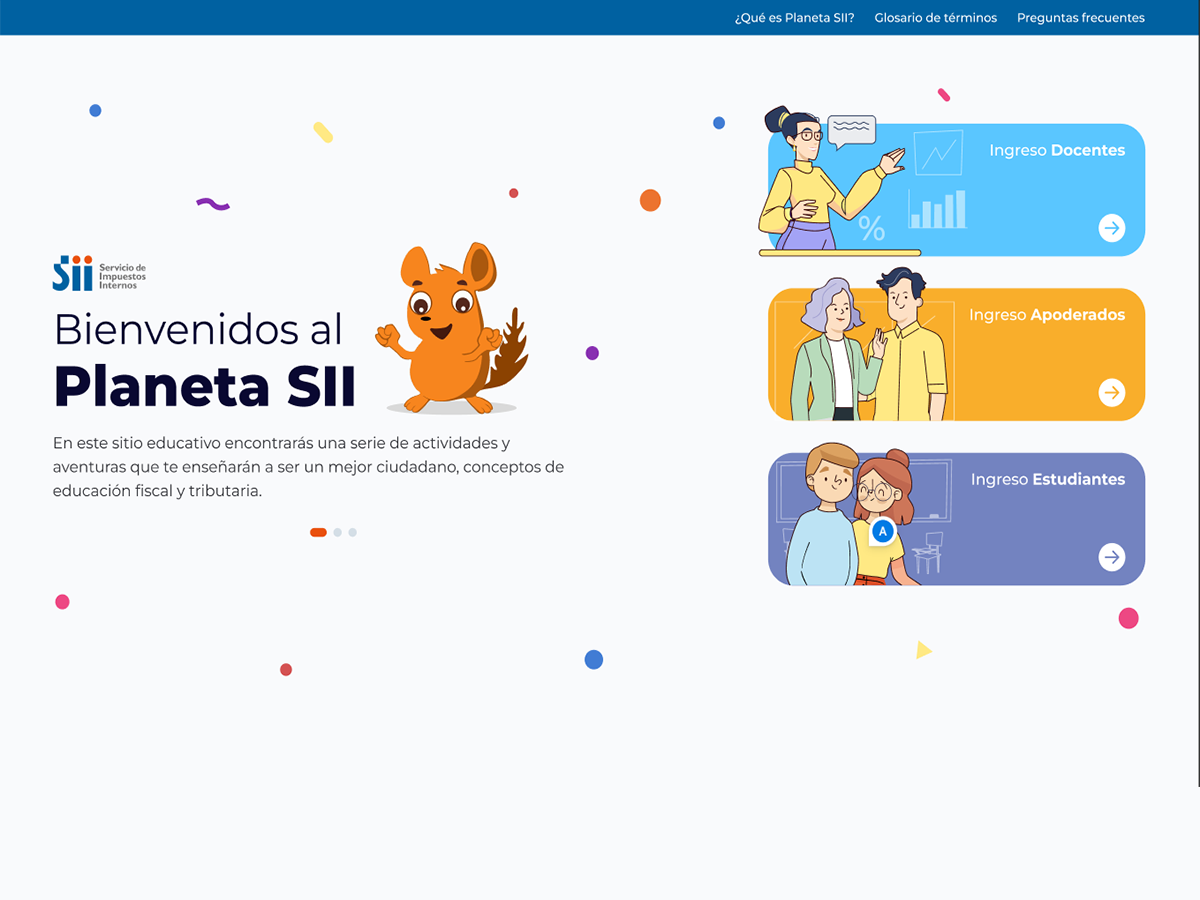 ¿Qué es Planeta SII? Glosario de términos Preguntas frecuentes
Sii
Servicio de
Impuestos
Internos
Bienvenidos al
Planeta SII
En este sitio educativo encontrarás una serie de actividades y
aventuras que te enseñarán a ser un mejor ciudadano, conceptos de
educación fiscal y tributaria.
Ingreso Docentes
%
Ingreso Apoderados
Ingreso Estudiantes
A